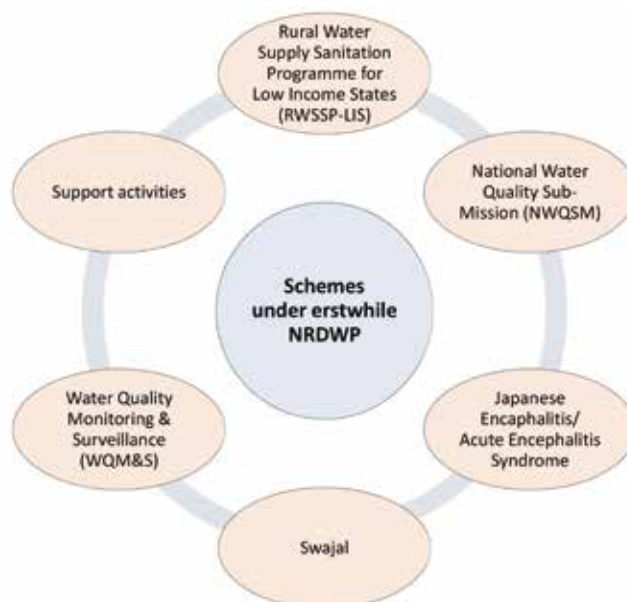 Rural Water
Supply Sanitation
Programme for
Low Income States
(RWSSP-LIS)
National Water
Quality Sub-
Mission (NWQSM)
Japanese
Encaphalitis/
Acute Encephalitis
Syndrome
Swajal
Water Quality
Monitoring &
Surveillance
(WQM&S)
Support activities
Schemes
under erstwhile
NRDWP